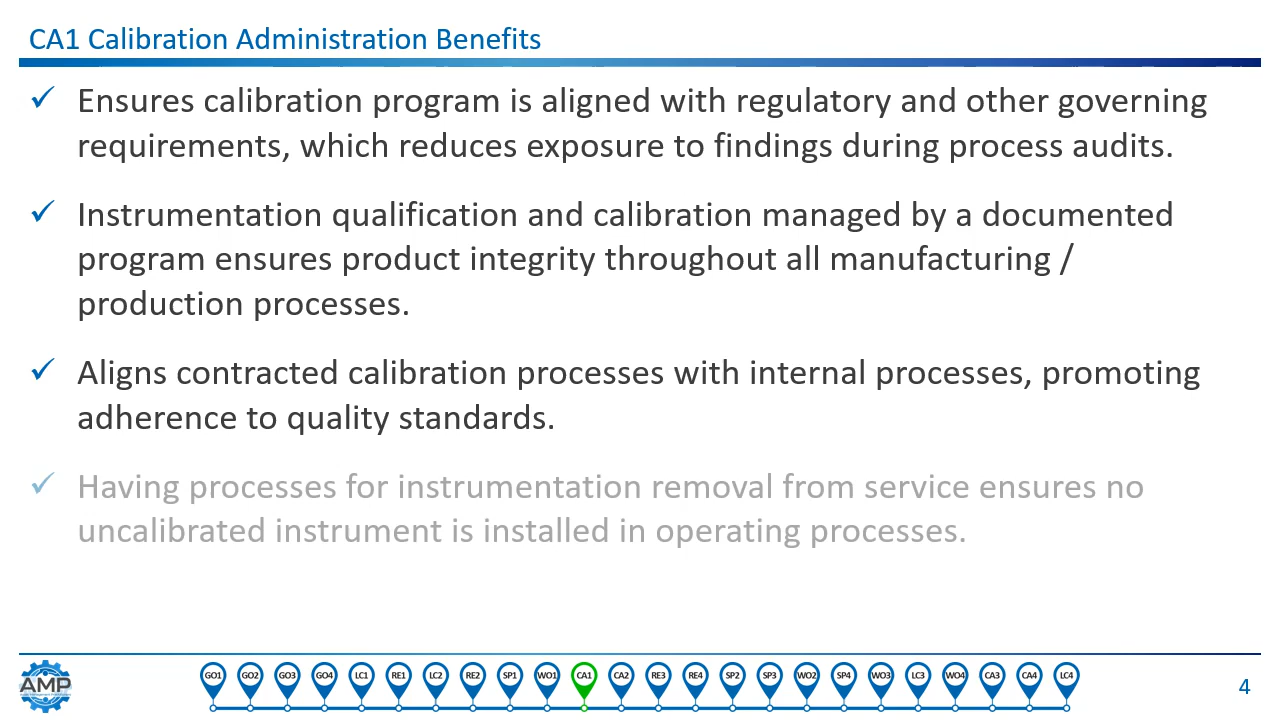 CA1 Calibration Administration Benefits
✓ Ensures calibration program is aligned with regulatory and other governing
requirements, which reduces exposure to findings during process audits.
✓ Instrumentation qualification and calibration managed by a documented
program ensures product integrity throughout all manufacturing /
production processes.
✓ Aligns contracted calibration processes with internal processes, promoting
adherence to quality standards.
✓ Having processes for instrumentation removal from service ensures no
uncalibrated instrument is installed in operating processes.
AMP
GO1 GO2 GO3 GO4 LC1 RE1 LC2 RE2 SP1 WO1 CA1 CA2 RE3 RE4 SP2 SP3 WO2 SP4 WO3 LC3 WO4 CA3 CA4 LC4
4